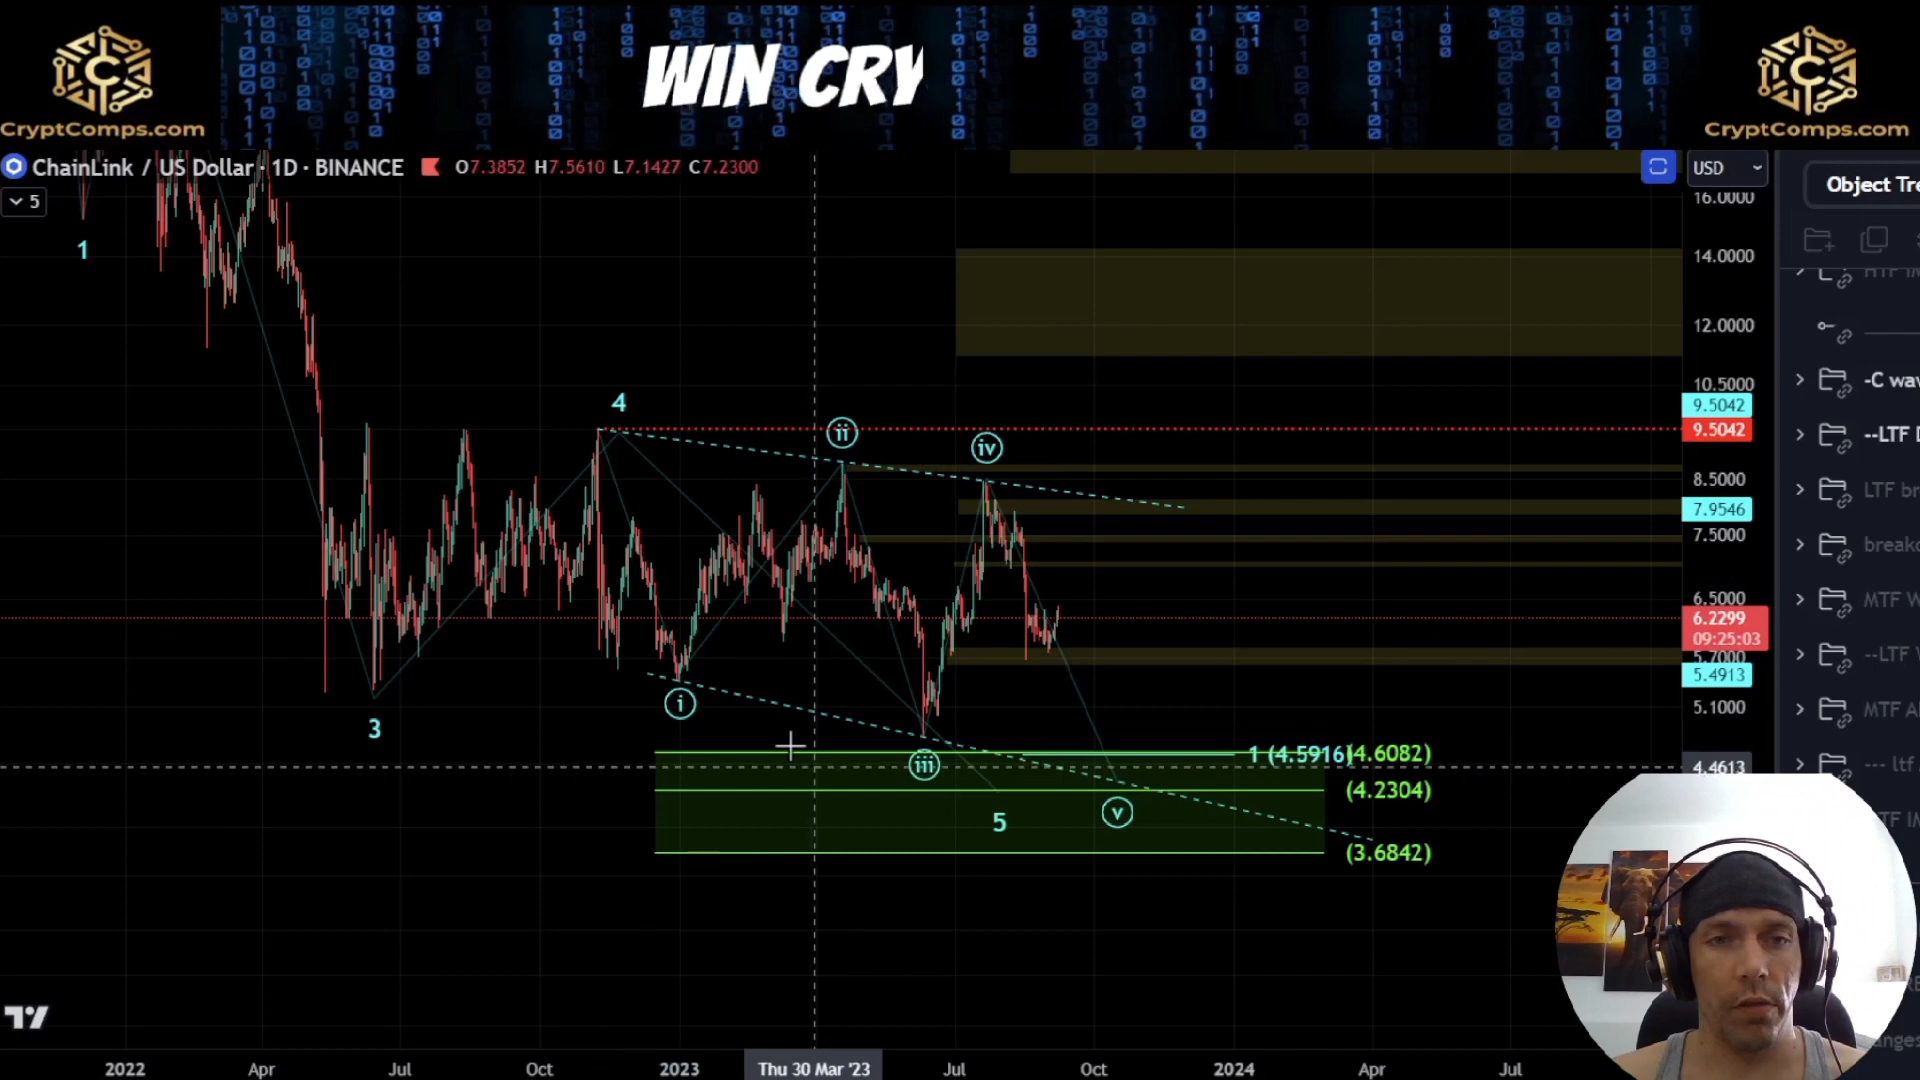 WIN CRY
CryptComps.com
CryptComps.com
ChainLink / US Dollar · 1D · BINANCE O7.3852 H7.5610 L7.1427 C7.2300
USD
Object Tre
5
16.0000
14.0000
12.0000
10.5000
9.5042
9.5042
8.5000
7.9546
7.5000
6.5000
6.2299
09:25:03
5.7000
5.4913
5.1000
4.4613
1
3
4
5
i
ii
iii
iv
v
1 (4.5916)
(4.6082)
(4.2304)
(3.6842)
-C wav
--LTF D
LTF br
breako
MTF W
--LTF V
MTF A
--- ltf
2022
Apr
Jul
Oct
2023
Thu 30 Mar '23
Jul
Oct
2024
Apr
Jul